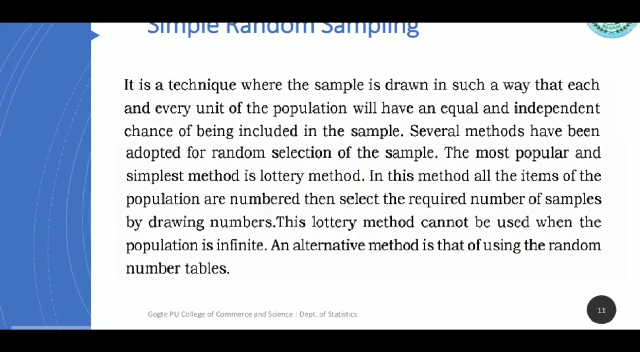 Simple Random Sampling
It is a technique where the sample is drawn in such a way that each
and every unit of the population will have an equal and independent
chance of being included in the sample. Several methods have been
adopted for random selection of the sample. The most popular and
simplest method is lottery method. In this method all the items of the
population are numbered then select the required number of samples
by drawing numbers.This lottery method cannot be used when the
population is infinite. An alternative method is that of using the random
number tables.
Gogte PU College of Commerce and Science : Dept, of Statistics
11